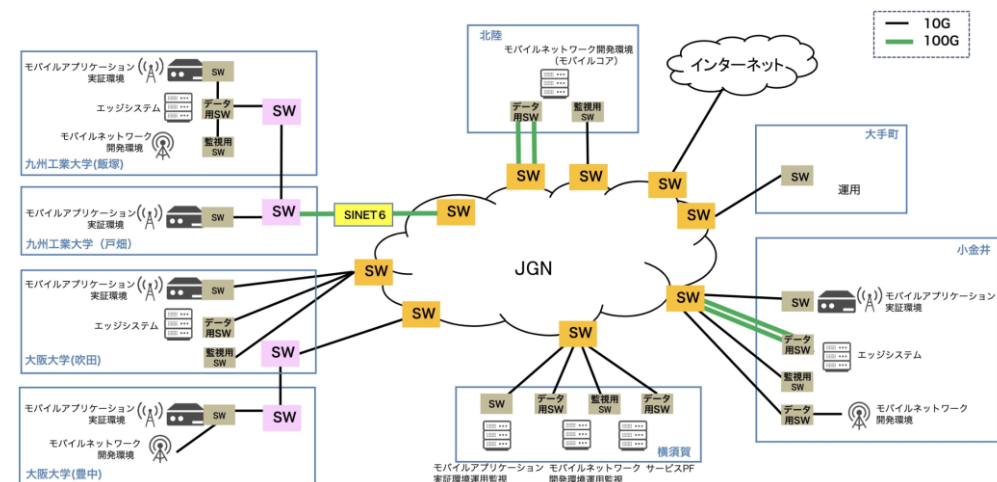 10G
100G
北陸
モバイルネットワーク開発環境
(モバイルコア)
データ
用SW
監視用
SW
インターネット
モバイルアプリケーション
実証環境
SW
エッジシステム
データ
用SW
SW
モバイルネットワーク
開発環境
監視用
SW
九州工業大学(飯塚)
大手町
SW
運用
SW
SW
SW
SW
モバイルアプリケーション
実証環境
SW
SW
SINET6
SW
九州工業大学（戸畑）
JGN
小金井
モバイルアプリケーション
実証環境
SW
SW
SW
SW
モバイルアプリケーション
実証環境
エッジシステム
データ
用SW
SW
SW
データ
用SW
エッジシステム
監視用
SW
SW
大阪大学(吹田)
監視用
SW
データ
用SW
モバイルネットワーク
開発環境
モバイルアプリケーション
実証環境
SW
SW
モバイルネットワーク
開発環境
大阪大学(豊中)
SW
データ
用SW
監視用
SW
データ
用SW
横須賀
モバイルアプリケーション
実証環境運用監視
モバイルネットワーク
開発環境運用監視
サービスPF